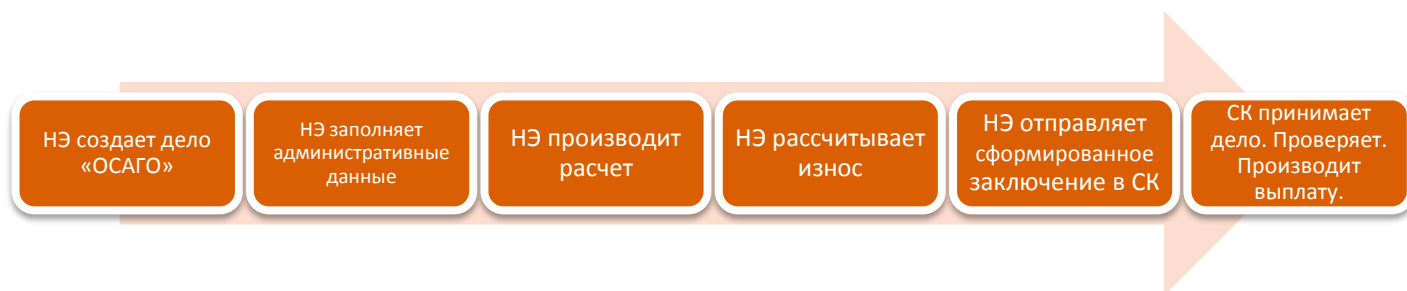 НЭ создает дело
«ОСАГО»
НЭ заполняет
административные
данные
НЭ производит
расчет
НЭ рассчитывает
износ
НЭ отправляет
сформированное
заключение в СК
СК принимает
дело. Проверяет.
Производит
выплату.